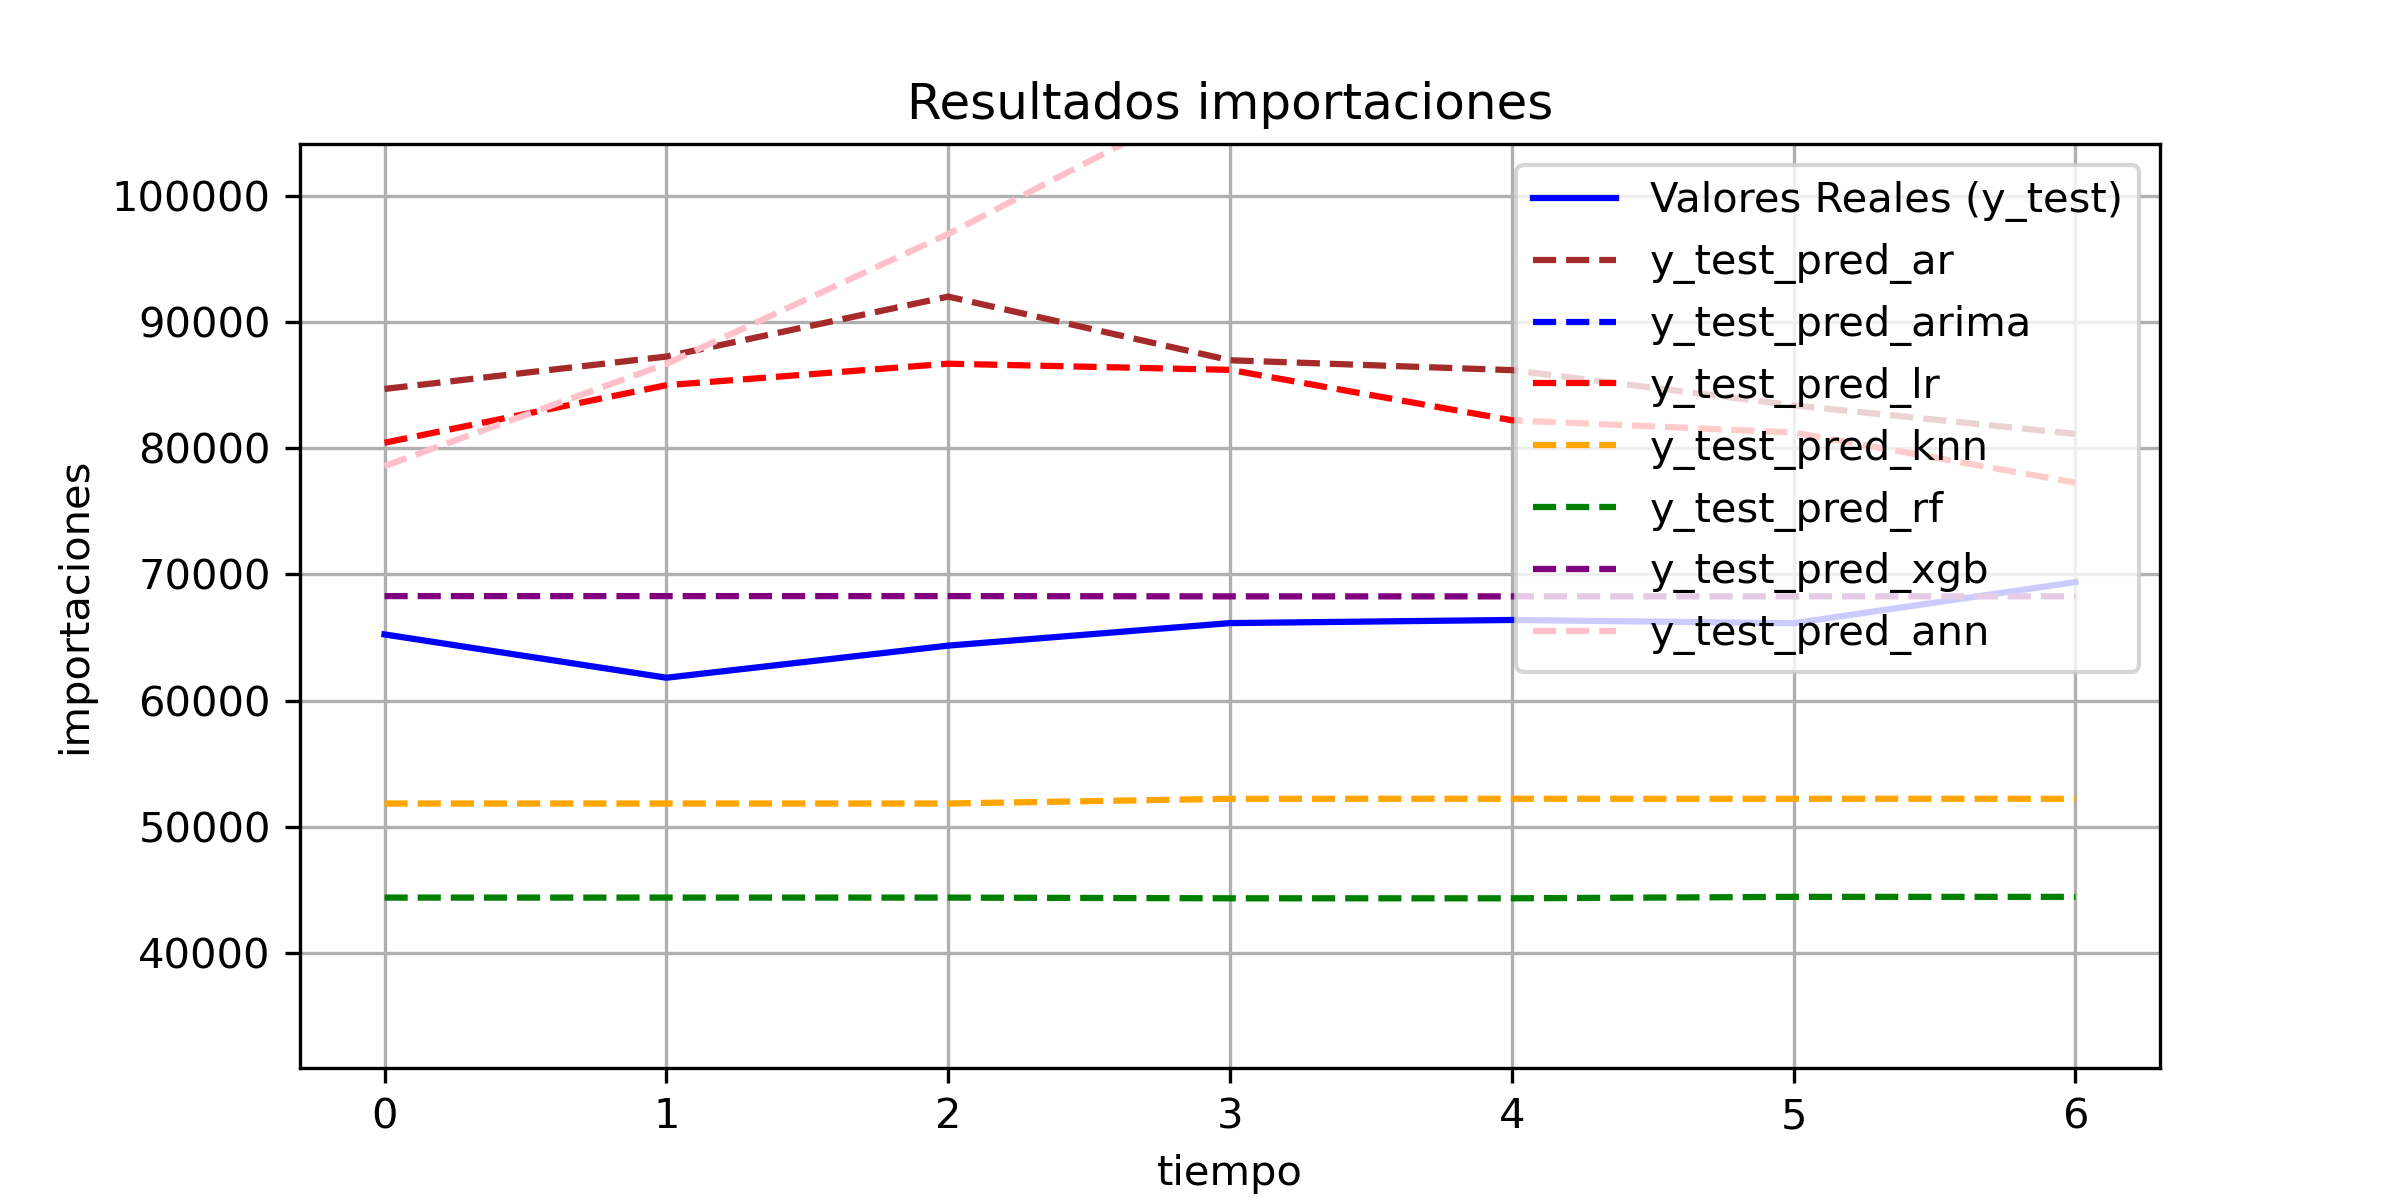 Resultados importaciones
importaciones
100000
90000
80000
70000
60000
50000
40000
Valores Reales (y_test)
y_test_pred_ar
y_test_pred_arima
y_test_pred_lr
y_test_pred_knn
y_test_pred_rf
y_test_pred_xgb
y_test_pred_ann
0 1 2 3 4 5 6
tiempo